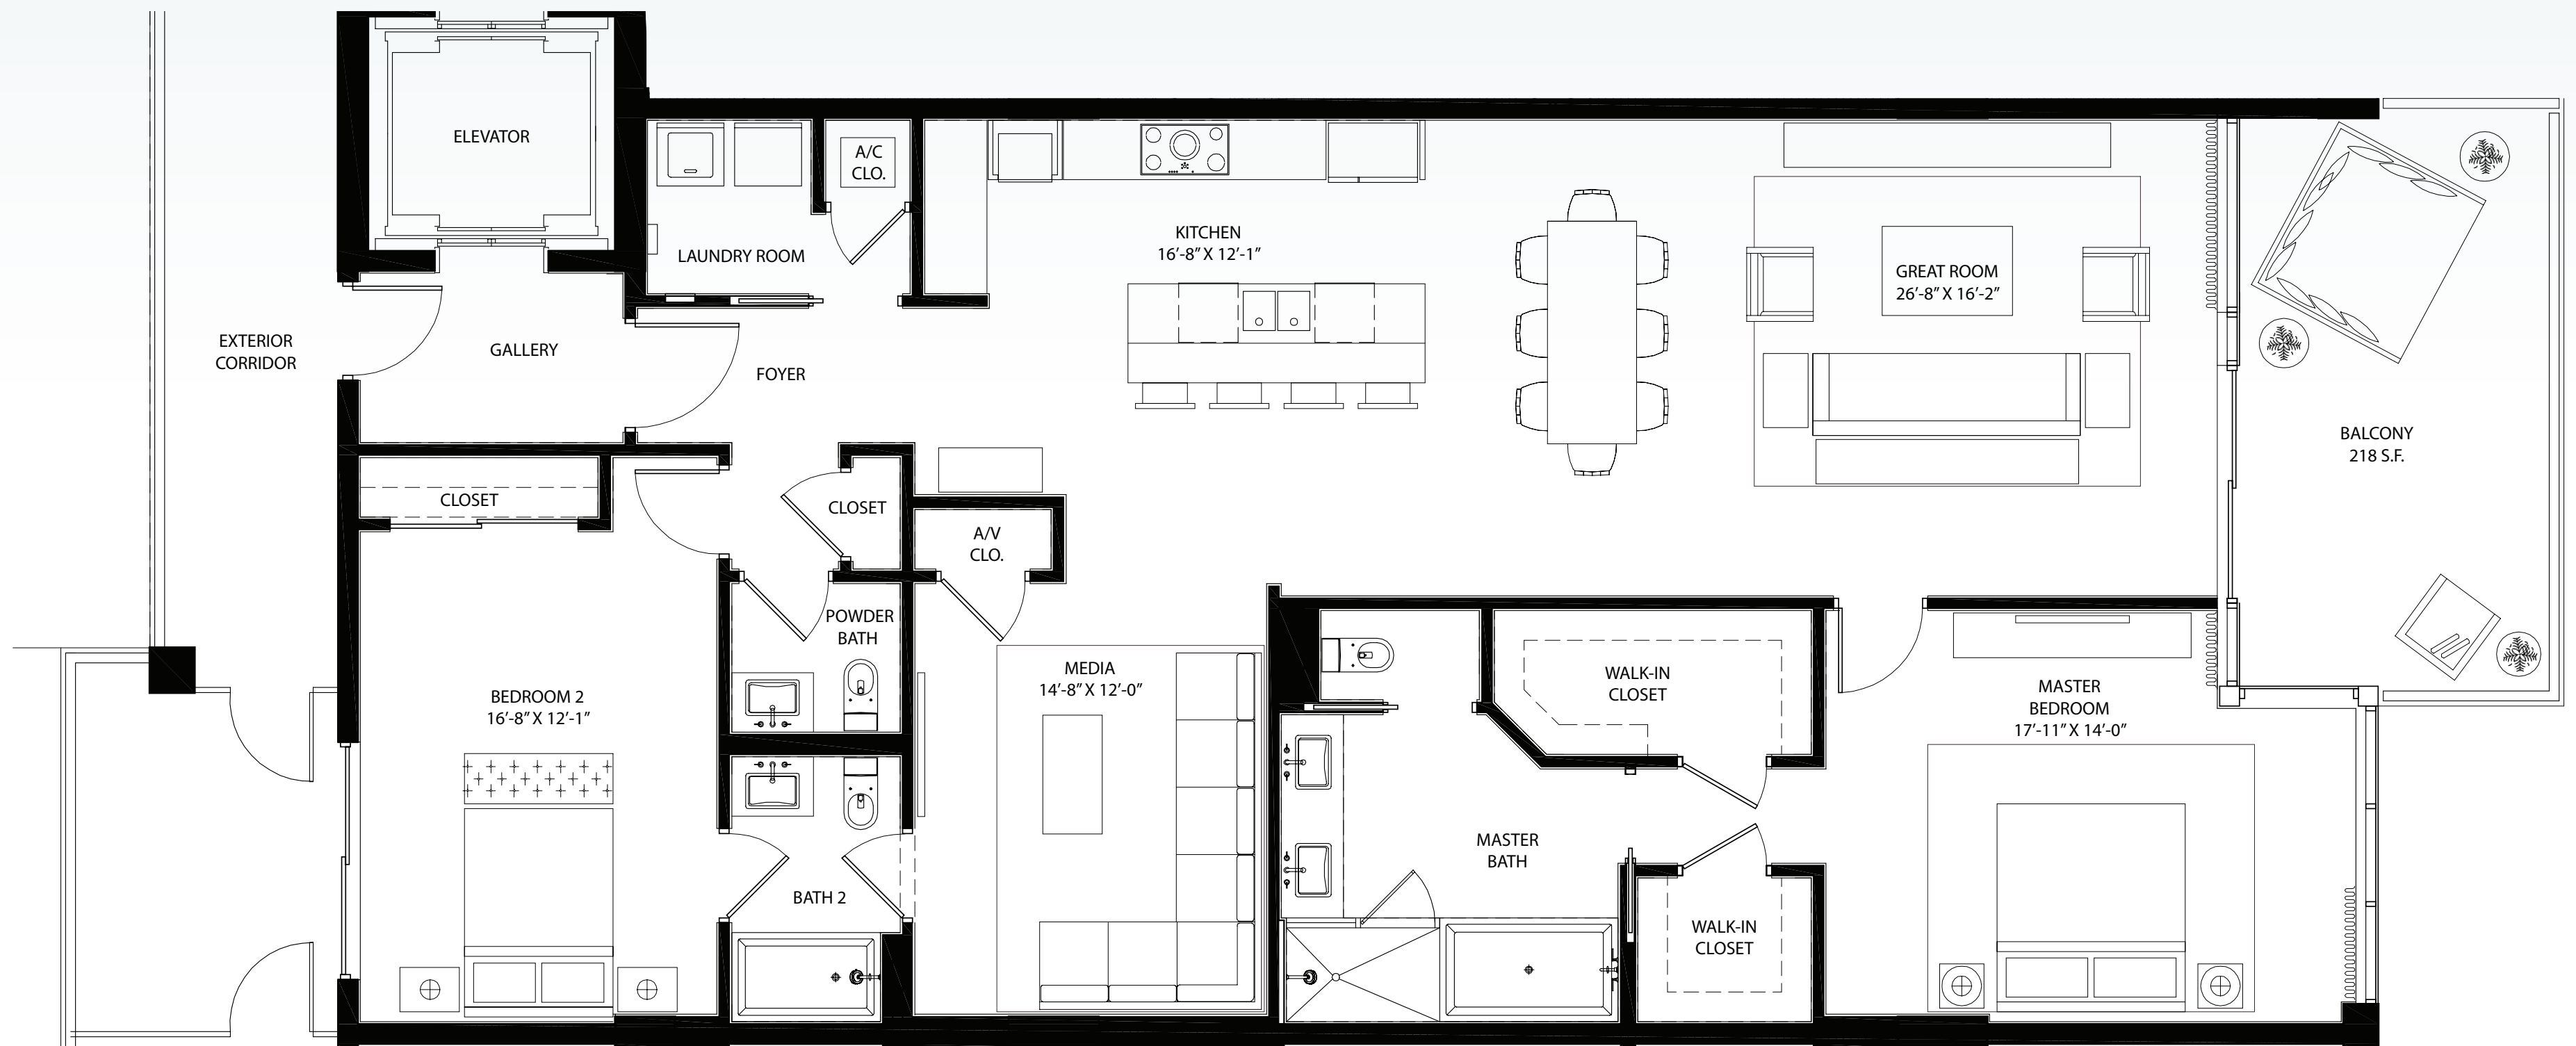 ELEVATOR
A/C
CLO.
LAUNDRY ROOM
KITCHEN
16’-8” X 12’-1”
GREAT ROOM
26’-8” X 16’-2”
EXTERIOR
CORRIDOR
GALLERY
FOYER
BALCONY
218 S.F.
CLOSET
CLOSET
A/V
CLO.
POWDER
BATH
BEDROOM 2
16’-8” X 12’-1”
MEDIA
14’-8” X 12’-0”
WALK-IN
CLOSET
MASTER
BEDROOM
17’-11” X 14’-0”
MASTER
BATH
BATH 2
WALK-IN
CLOSET